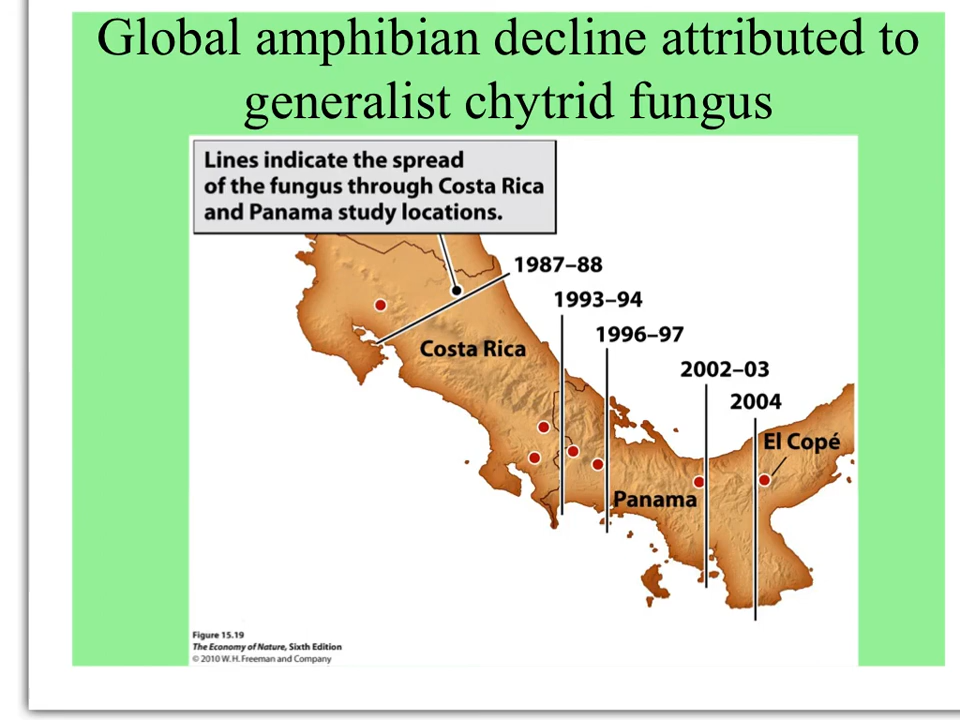 Global amphibian decline attributed to
generalist chytrid fungus
Lines indicate the spread
of the fungus through Costa Rica
and Panama study locations.
1987–88
1993–94
1996–97
Costa Rica
2002–03
2004
El Copé
Panama
Figure 15.19
The Economy of Nature, Sixth Edition
© 2010 W. H. Freeman and Company